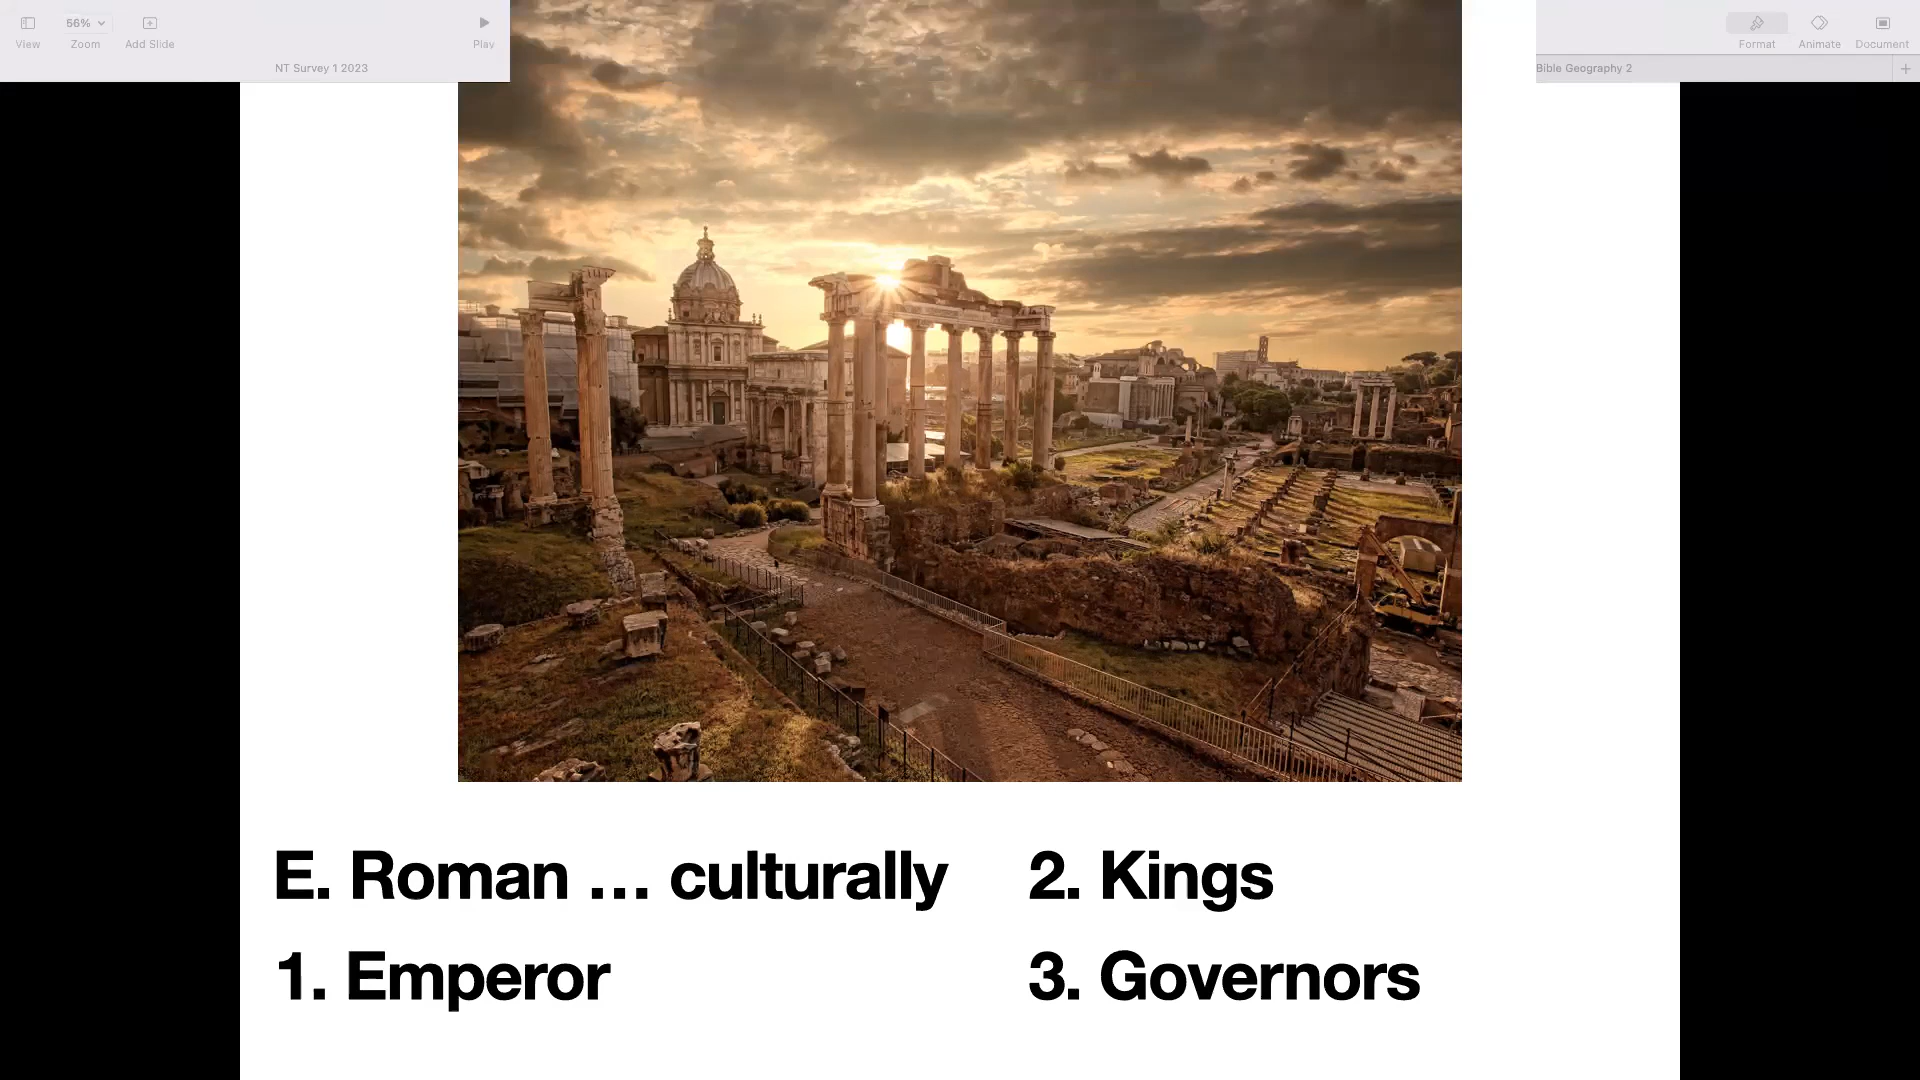 56%
View
Zoom
Add Slide
Play
Format
Animate
Document
NT Survey 1 2023
Bible Geography 2
E. Roman … culturally
1. Emperor
2. Kings
3. Governors